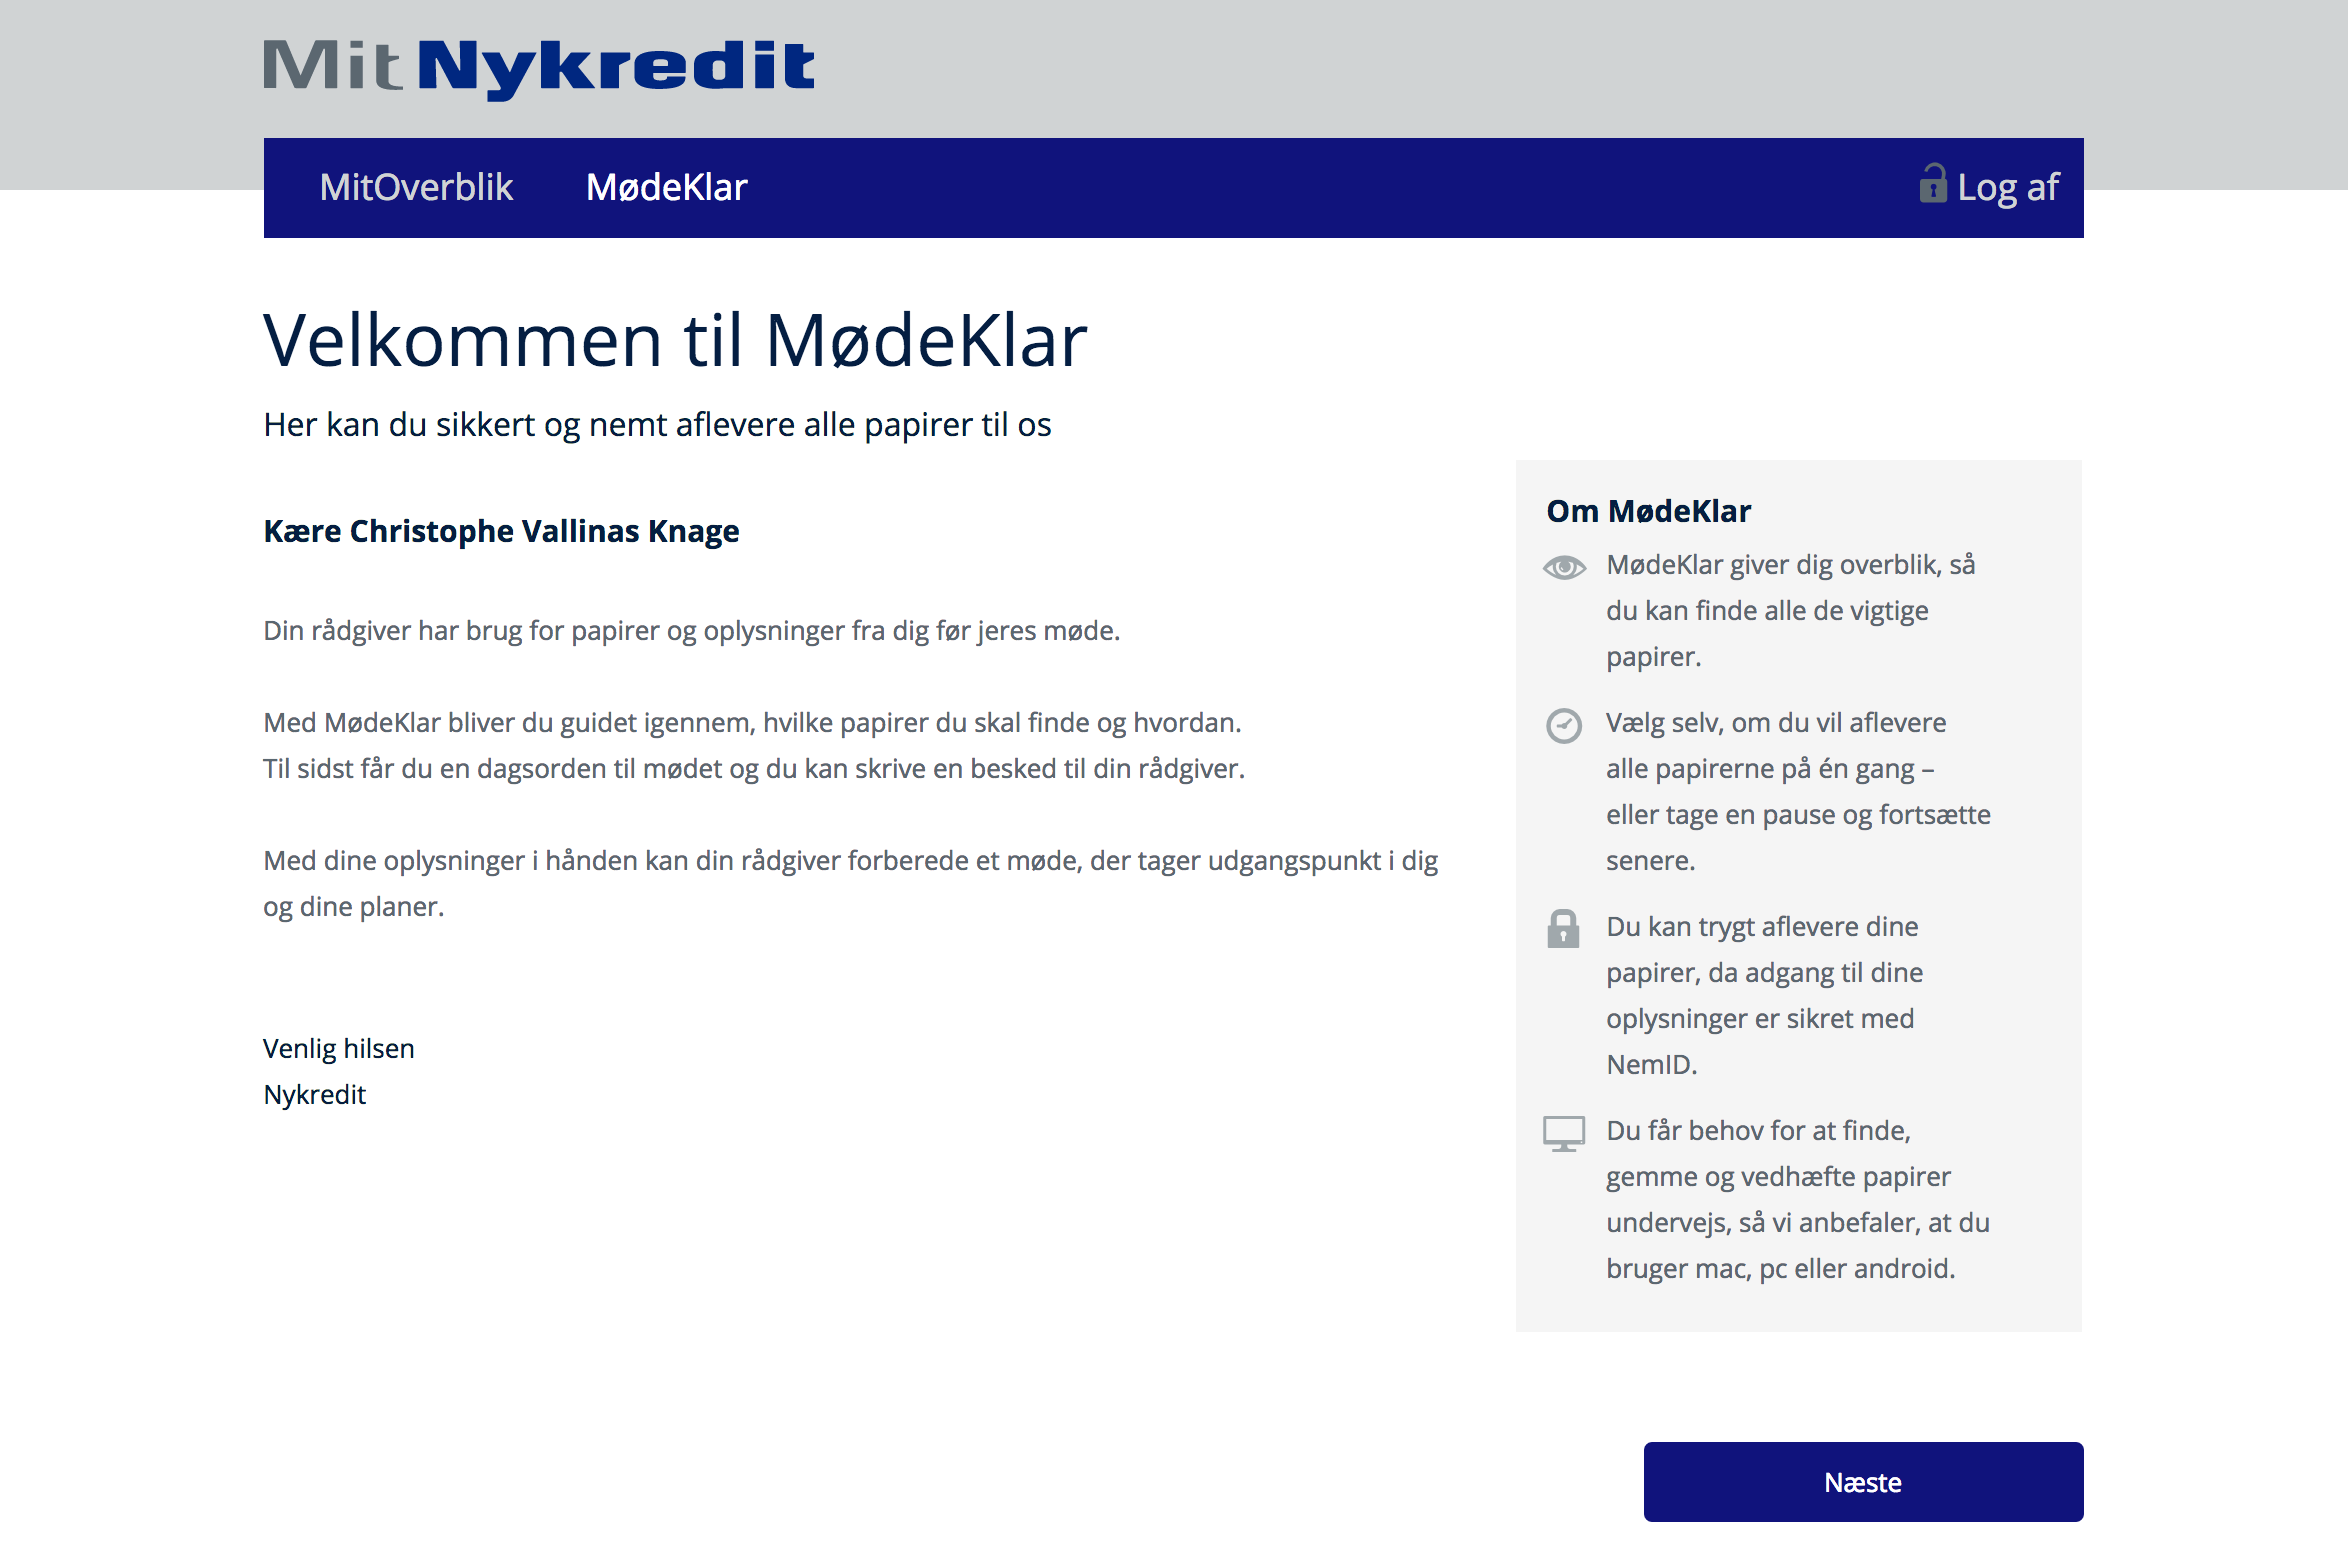 Mit Nykredit
MitOverblik
MødeKlar
Log af
Velkommen til MødeKlar
Her kan du sikkert og nemt aflevere alle papirer til os
Kære Christophe Vallinas Knage
Din rådgiver har brug for papirer og oplysninger fra dig før jeres møde.
Med MødeKlar bliver du guidet igennem, hvilke papirer du skal finde og hvordan.
Til sidst får du en dagsorden til mødet og du kan skrive en besked til din rådgiver.
Med dine oplysninger i hånden kan din rådgiver forberede et møde, der tager udgangspunkt i dig
og dine planer.
Venlig hilsen
Nykredit
Om MødeKlar
MødeKlar giver dig overblik, så
du kan finde alle de vigtige
papirer.
Vælg selv, om du vil aflevere
alle papirerne på én gang –
eller tage en pause og fortsætte
senere.
Du kan trygt aflevere dine
papirer, da adgang til dine
oplysninger er sikret med
NemID.
Du får behov for at finde,
gemme og vedhæfte papirer
undervejs, så vi anbefaler, at du
bruger mac, pc eller android.
Næste